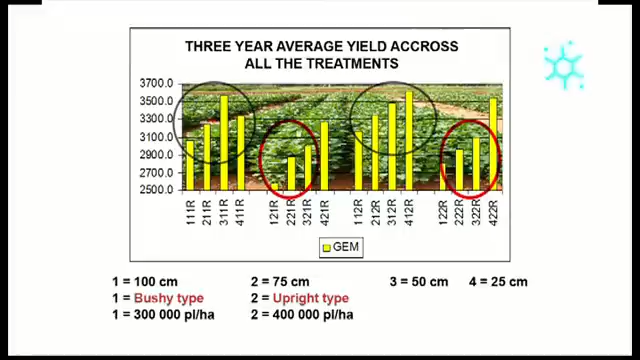 THREE YEAR AVERAGE YIELD ACCROSS
ALL THE TREATMENTS
3700.0
3500.0
3300.0
3100.0
2900.0
2700.0
2500.0
111R 211R 311R 411R 121R 221R 321R 421R 112R 212R 312R 412R 122R 222R 322R 422R
GEM
1 = 100 cm 2 = 75 cm 3 = 50 cm 4 = 25 cm
1 = Bushy type 2 = Upright type
1 = 300 000 pl/ha 2 = 400 000 pl/ha